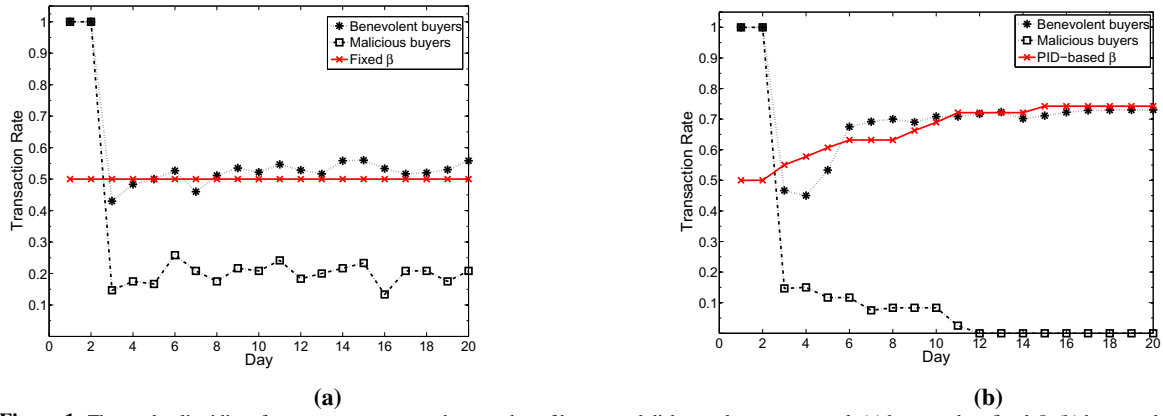 1
0.9
0.8
0.7
0.6
0.5
0.4
0.3
0.2
0.1
0 2 4 6 8 10 12 14 16 18 20
Transaction Rate
Day
Benevolent buyers
Malicious buyers
Fixed β
(a)
1
0.9
0.8
0.7
0.6
0.5
0.4
0.3
0.2
0.1
0 2 4 6 8 10 12 14 16 18 20
Transaction Rate
Day
Benevolent buyers
Malicious buyers
PID−based β
(b)